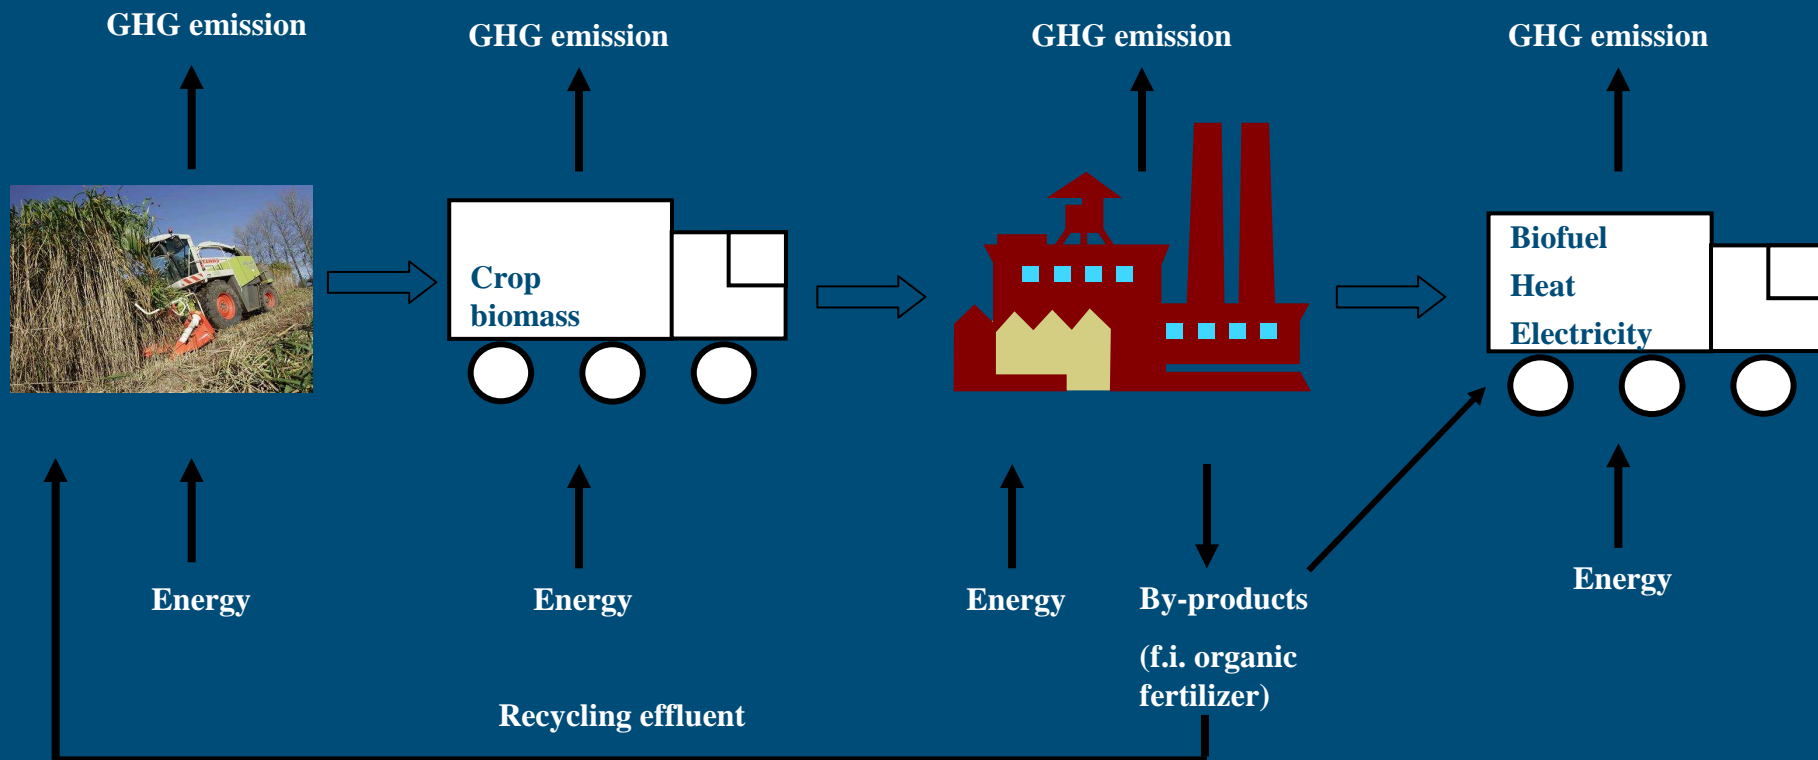 GHG emission
GHG emission
GHG emission
GHG emission
Crop
biomass
Biofuel
Heat
Electricity
Energy
Energy
Energy
By-products
(f.i. organic
fertilizer)
Energy
Recycling effluent